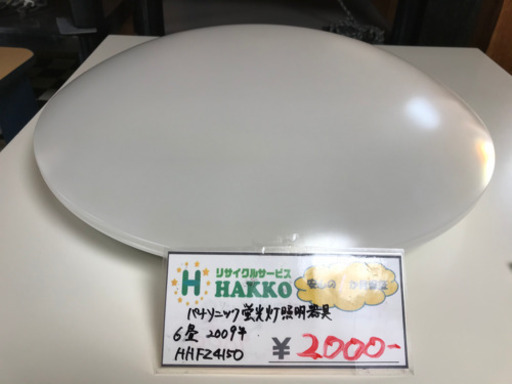 リサイクルサービス
H HAKKO
パナソニック蛍光灯照明器具
6畳 2009年
HHFZ4150
¥2000-